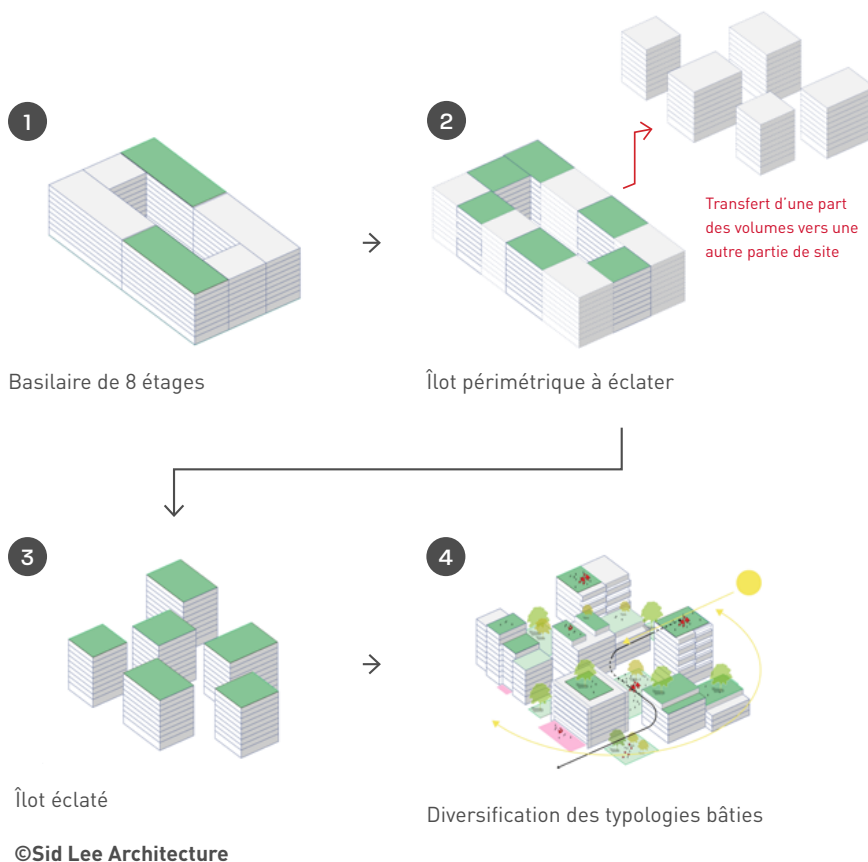 1
2
Transfert d'une part
des volumes vers une
autre partie de site
Basilaire de 8 étages
Îlot périmétrique à éclater
3
4
Îlot éclaté
Diversification des typologies bâties
©Sid Lee Architecture